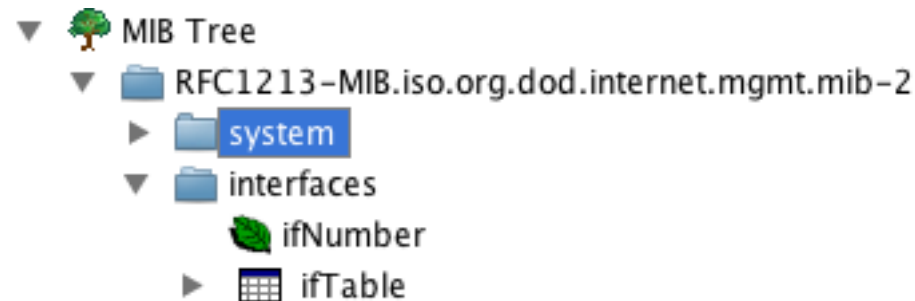 MIB Tree
RFC1213-MIB.iso.org.dod.internet.mgmt.mib-2
system
interfaces
ifNumber
ifTable